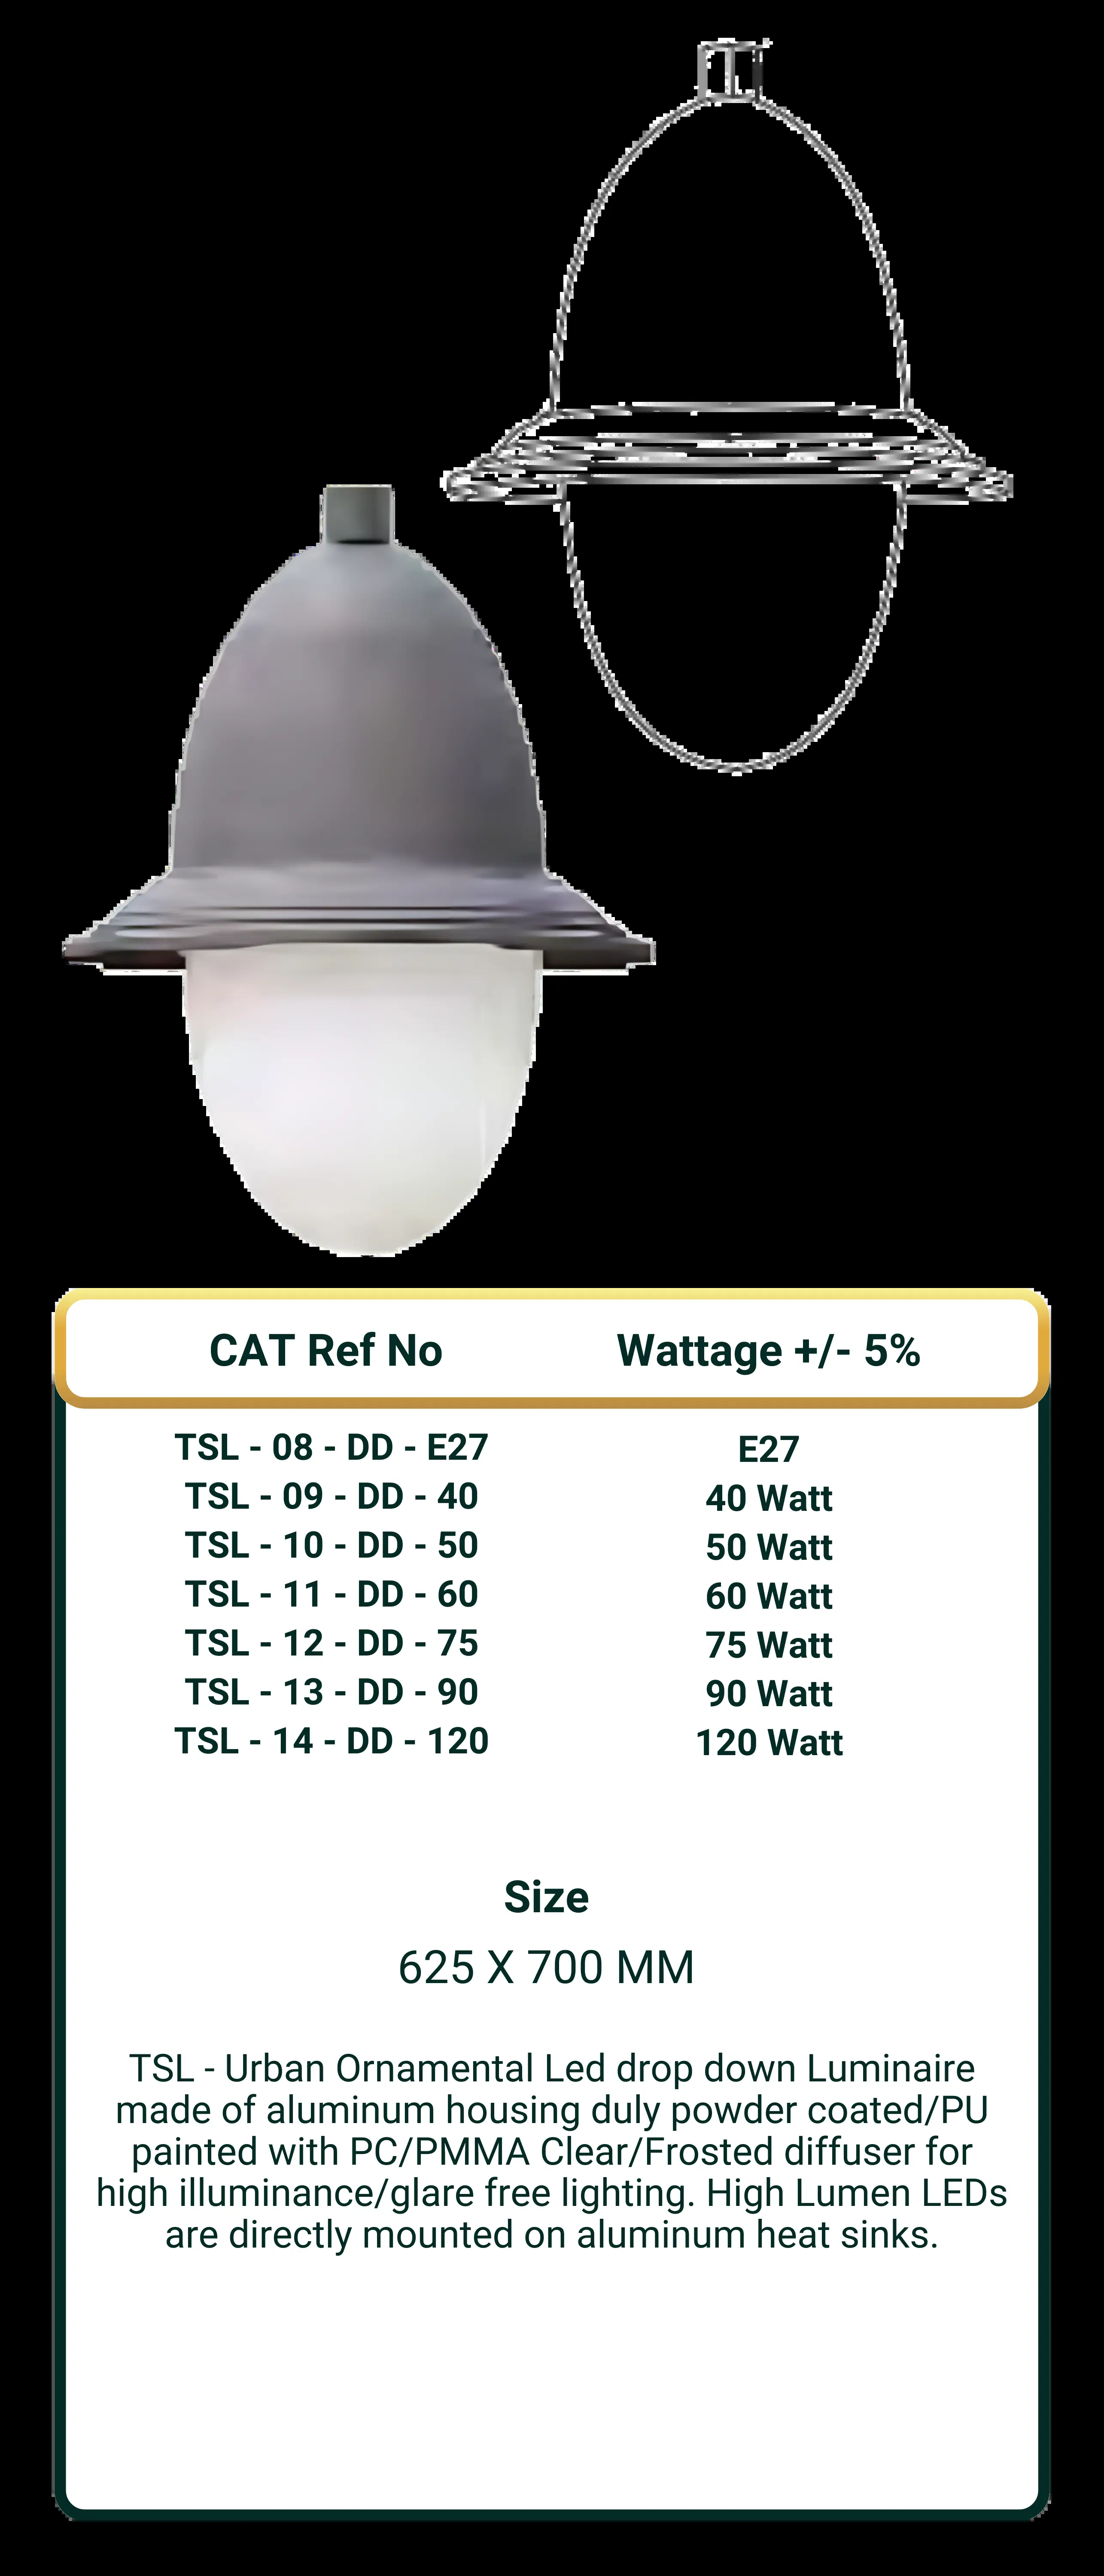 CAT Ref No Wattage +/- 5%
TSL - 08 - DD - E27 E27
TSL - 09 - DD - 40 40 Watt
TSL - 10 - DD - 50 50 Watt
TSL - 11 - DD - 60 60 Watt
TSL - 12 - DD - 75 75 Watt
TSL - 13 - DD - 90 90 Watt
TSL - 14 - DD - 120 120 Watt
Size
625 X 700 MM
TSL - Urban Ornamental Led drop down Luminaire
made of aluminum housing duly powder coated/PU
painted with PC/PMMA Clear/Frosted diffuser for
high illuminance/glare free lighting. High Lumen LEDs
are directly mounted on aluminum heat sinks.